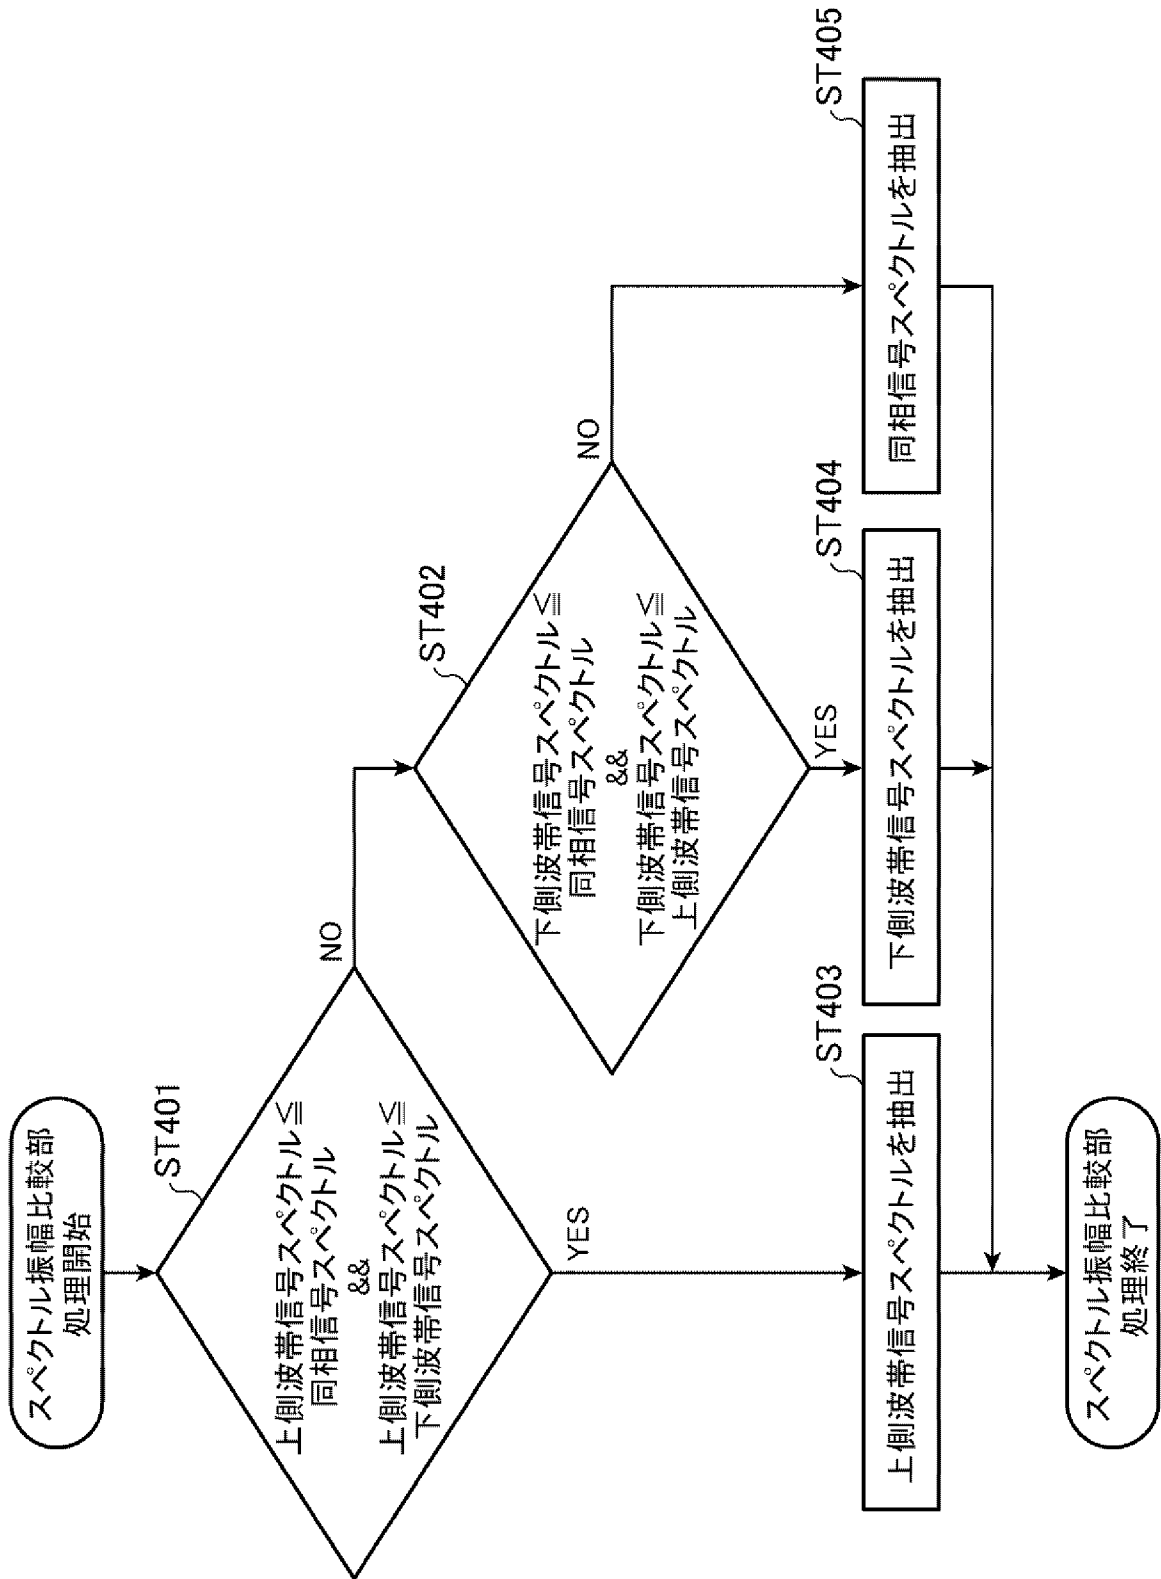 スペクトル振幅比較部
処理開始
ST401
上側波帯信号スペクトル≦
同相信号スペクトル
&&
上側波帯信号スペクトル≦
下側波帯信号スペクトル
NO
YES
ST402
下側波帯信号スペクトル≦
同相信号スペクトル
&&
下側波帯信号スペクトル≦
上側波帯信号スペクトル
NO
YES
ST403
上側波帯信号スペクトルを抽出
ST404
下側波帯信号スペクトルを抽出
ST405
同相信号スペクトルを抽出
スペクトル振幅比較部
処理終了